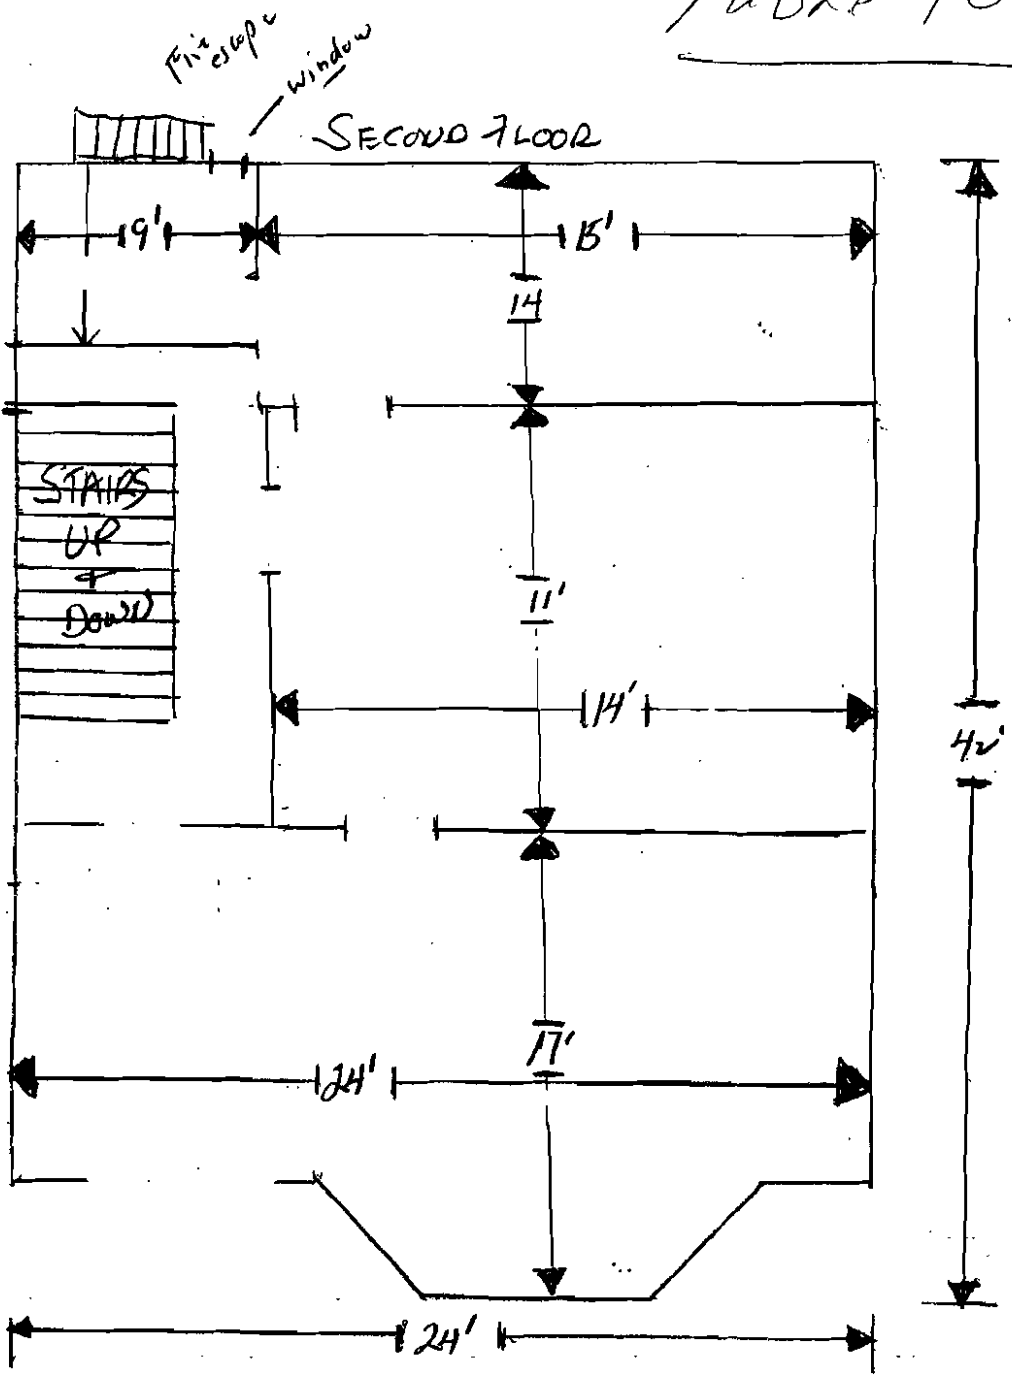 Fire
escape
window
SECOND FLOOR
9'
15'
14
STAIRS
UP
+
DOWN
11'
14'
42'
17'
24'
24'